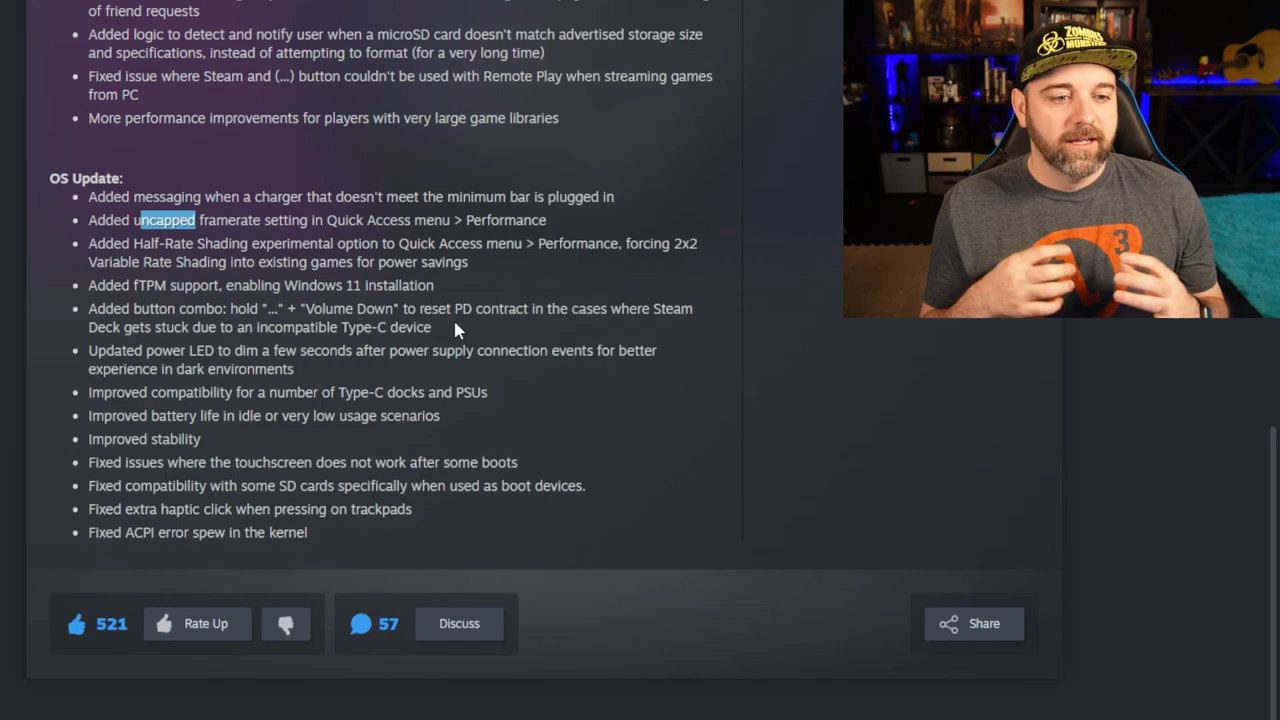 of friend requests
• Added logic to detect and notify user when a microSD card doesn't match advertised storage size
and specifications, instead of attempting to format (for a very long time)
• Fixed issue where Steam and (...) button couldn't be used with Remote Play when streaming games
from PC
• More performance improvements for players with very large game libraries
OS Update:
• Added messaging when a charger that doesn't meet the minimum bar is plugged in
• Added uncapped framerate setting in Quick Access menu > Performance
• Added Half-Rate Shading experimental option to Quick Access menu > Performance, forcing 2x2
Variable Rate Shading into existing games for power savings
• Added fTPM support, enabling Windows 11 installation
• Added button combo: hold "..." + "Volume Down" to reset PD contract in the cases where Steam
Deck gets stuck due to an incompatible Type-C device
• Updated power LED to dim a few seconds after power supply connection events for better
experience in dark environments
• Improved compatibility for a number of Type-C docks and PSUs
• Improved battery life in idle or very low usage scenarios
• Improved stability
• Fixed issues where the touchscreen does not work after some boots
• Fixed compatibility with some SD cards specifically when used as boot devices.
• Fixed extra haptic click when pressing on trackpads
• Fixed ACPI error spew in the kernel
521 Rate Up 57 Discuss Share
ZOMBIES
MONSTERS
3